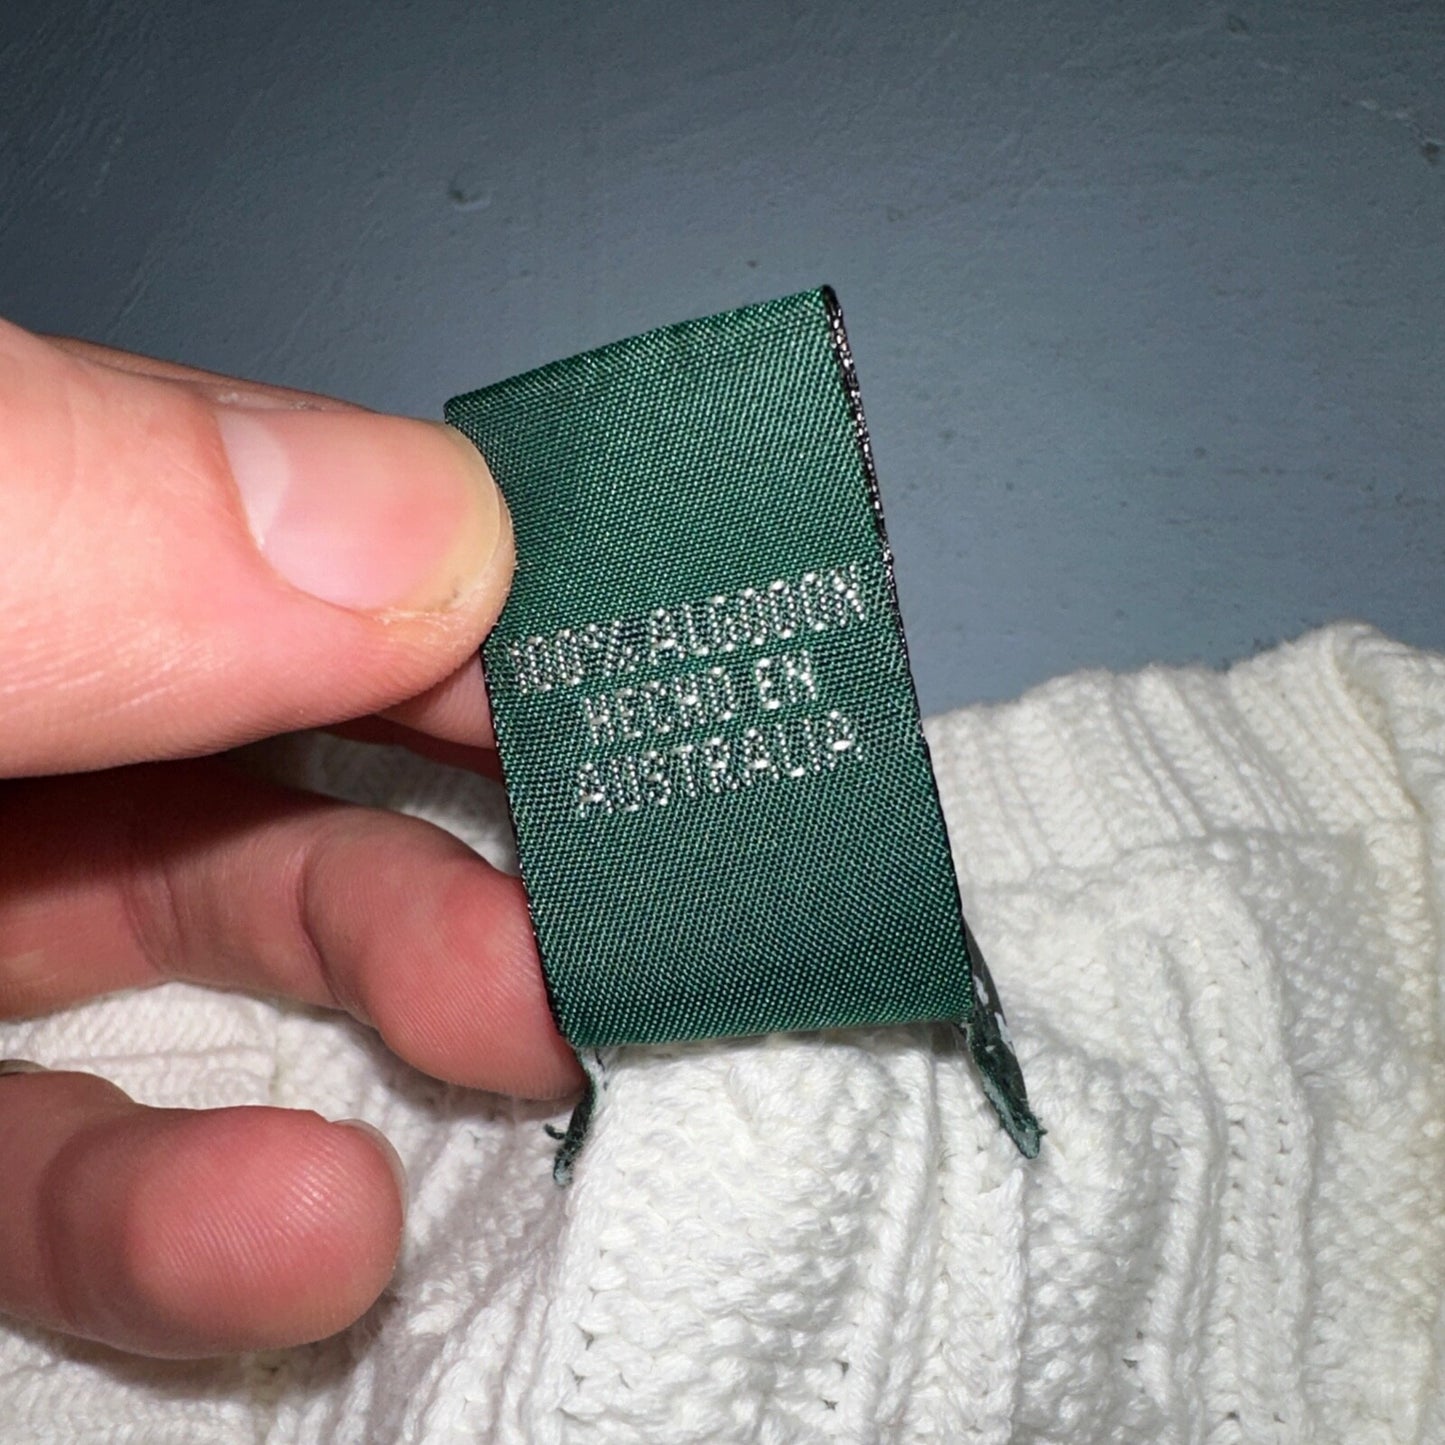 100% ALGODON
HECHO EN
AUSTRALIA